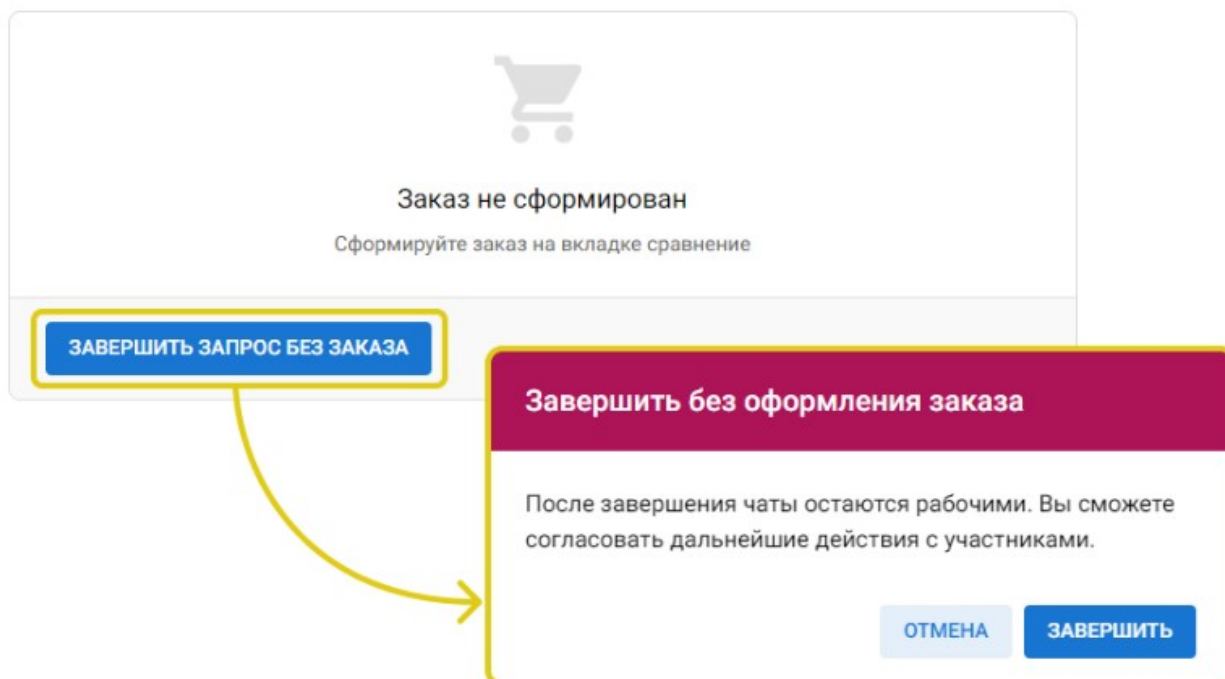 Заказ не сформирован
Сформируйте заказ на вкладке сравнение
ЗАВЕРШИТЬ ЗАПРОС БЕЗ ЗАКАЗА
Завершить без оформления заказа
После завершения чаты остаются рабочими. Вы сможете
согласовать дальнейшие действия с участниками.
ОТМЕНА ЗАВЕРШИТЬ